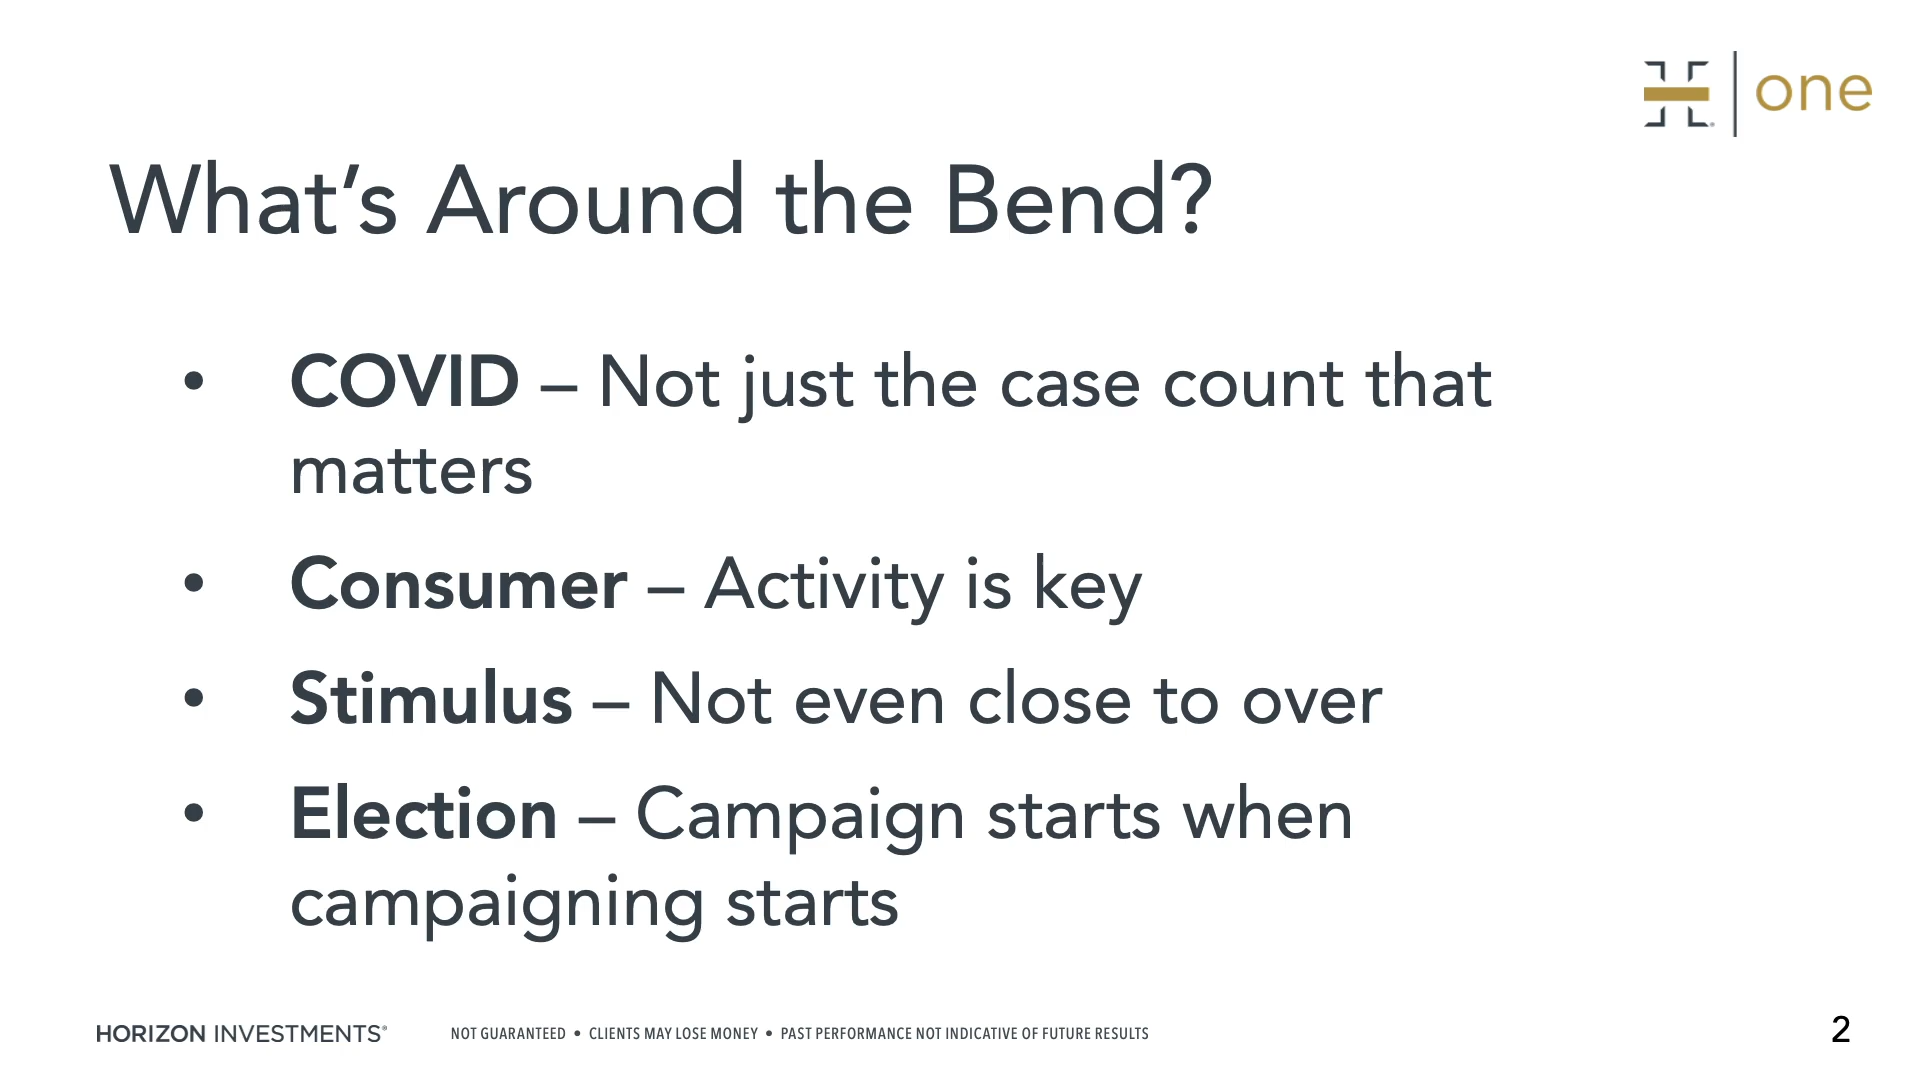 one
What‘s Around the Bend?
• COVID – Not just the case count that
matters
• Consumer – Activity is key
• Stimulus – Not even close to over
• Election – Campaign starts when
campaigning starts
HORIZON INVESTMENTS® NOT GUARANTEED • CLIENTS MAY LOSE MONEY • PAST PERFORMANCE NOT INDICATIVE OF FUTURE RESULTS 2